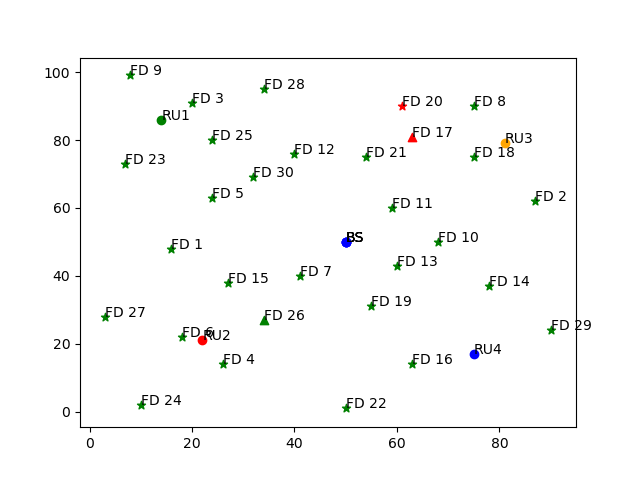 FD 9
FD 28
FD 3
FD 20
FD 8
RU1
FD 17
FD 25
RU3
FD 12
FD 21
FD 18
FD 23
FD 30
FD 5
FD 2
FD 11
BS
FD 10
FD 1
FD 13
FD 7
FD 15
FD 14
FD 19
FD 27
FD 26
FD 29
FD 6
RU2
RU4
FD 4
FD 16
FD 24
FD 22
100
80
60
40
20
0
0
20
40
60
80